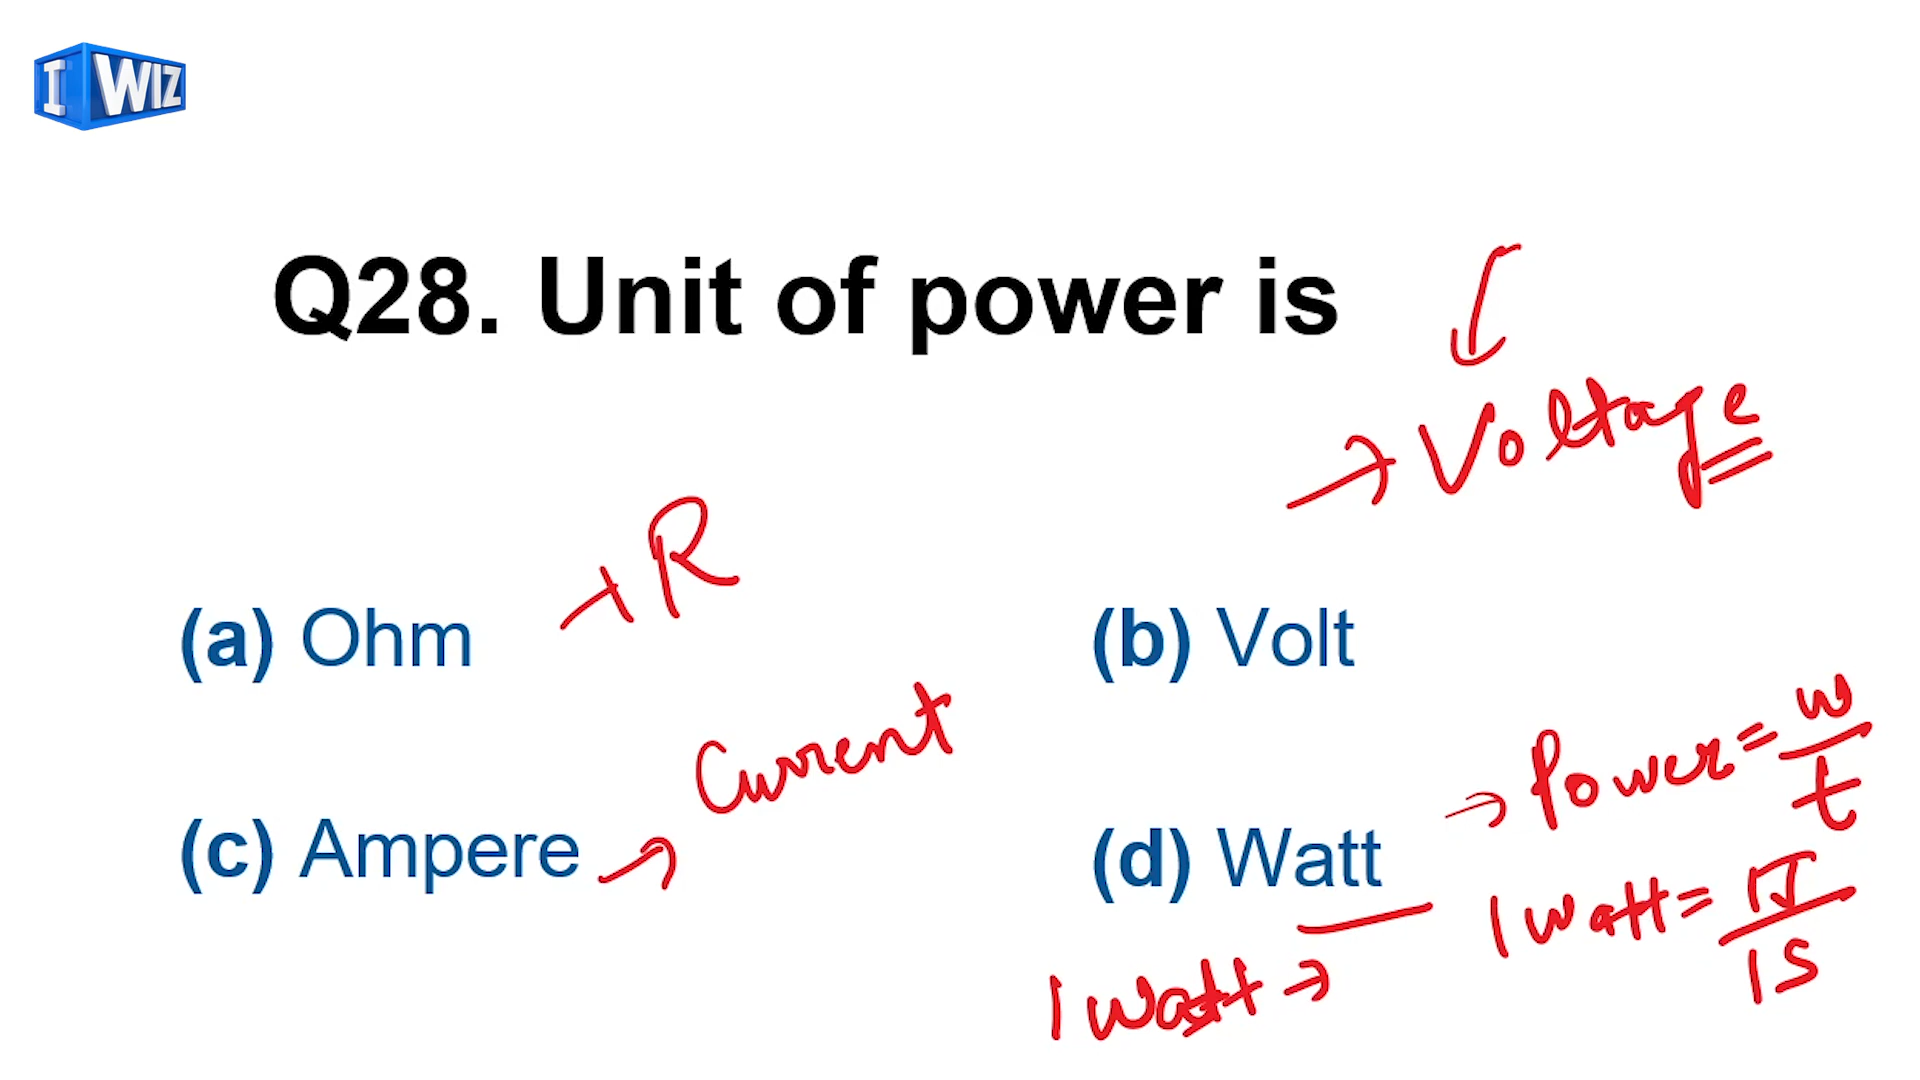 I WIZ
Q28. Unit of power is
→ Voltage
(a) Ohm → R
(b) Volt
(c) Ampere → Current
(d) Watt → Power = w/t
1 watt = 1J/1s
1 watt →